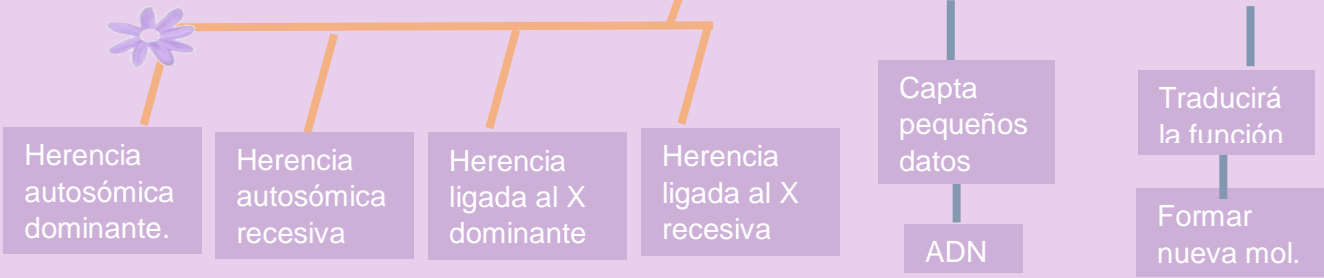 Herencia
autosómica
dominante.
Herencia
autosómica
recesiva
Herencia
ligada al X
dominante
Herencia
ligada al X
recesiva
Capta
pequeños
datos
ADN
Traducirá
la función
Formar
nueva mol.